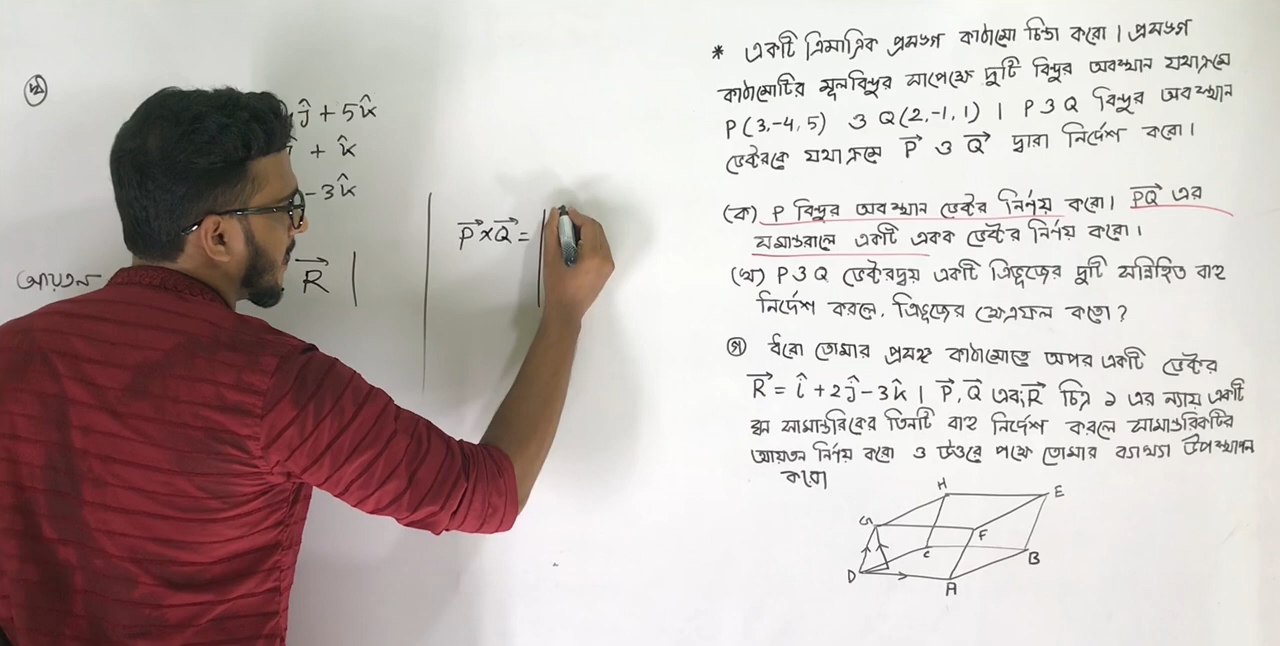 ĵ + 5k̂
+ k̂
-3k̂
আয়তন
R⃗ |
P⃗ x Q⃗ =
* একটি ত্রিমাত্রিক প্রসঙ্গ কাঠামো চিন্তা করো। প্রসঙ্গ
কাঠামোটির মূলবিন্দুর সাপেক্ষে দুটি বিন্দুর অবস্থান যথাক্রমে
P(3,-4,5) ও Q(2,-1,1) | P ও Q বিন্দুর অবস্থান
ভেক্টরকে যথাক্রমে P⃗ ও Q⃗ দ্বারা নির্দেশ করো।
(ক) P বিন্দুর অবস্থান ভেক্টর নির্ণয় করো। PQ⃗ এর
সমান্তরালে একটি একক ভেক্টর নির্ণয় করো।
(খ) P ও Q ভেক্টরদ্বয় একটি ত্রিভুজের দুটি সন্নিহিত বাহু
নির্দেশ করলে, ত্রিভুজের ক্ষেত্রফল কতো?
(গ) ধরো তোমার প্রসঙ্গ কাঠামোতে অপর একটি ভেক্টর
R⃗ = î + 2ĵ - 3k̂ | P⃗, Q⃗ এবং R⃗ চিত্র ১ এর ন্যায় একটি
সামান্তরিকের তিনটি বাহু নির্দেশ করলে সামান্তরিকটির
আয়তন নির্ণয় করো ও উত্তরের পক্ষে তোমার ব্যাখ্যা উপস্থাপন
করো
H E
G F
C B
D A